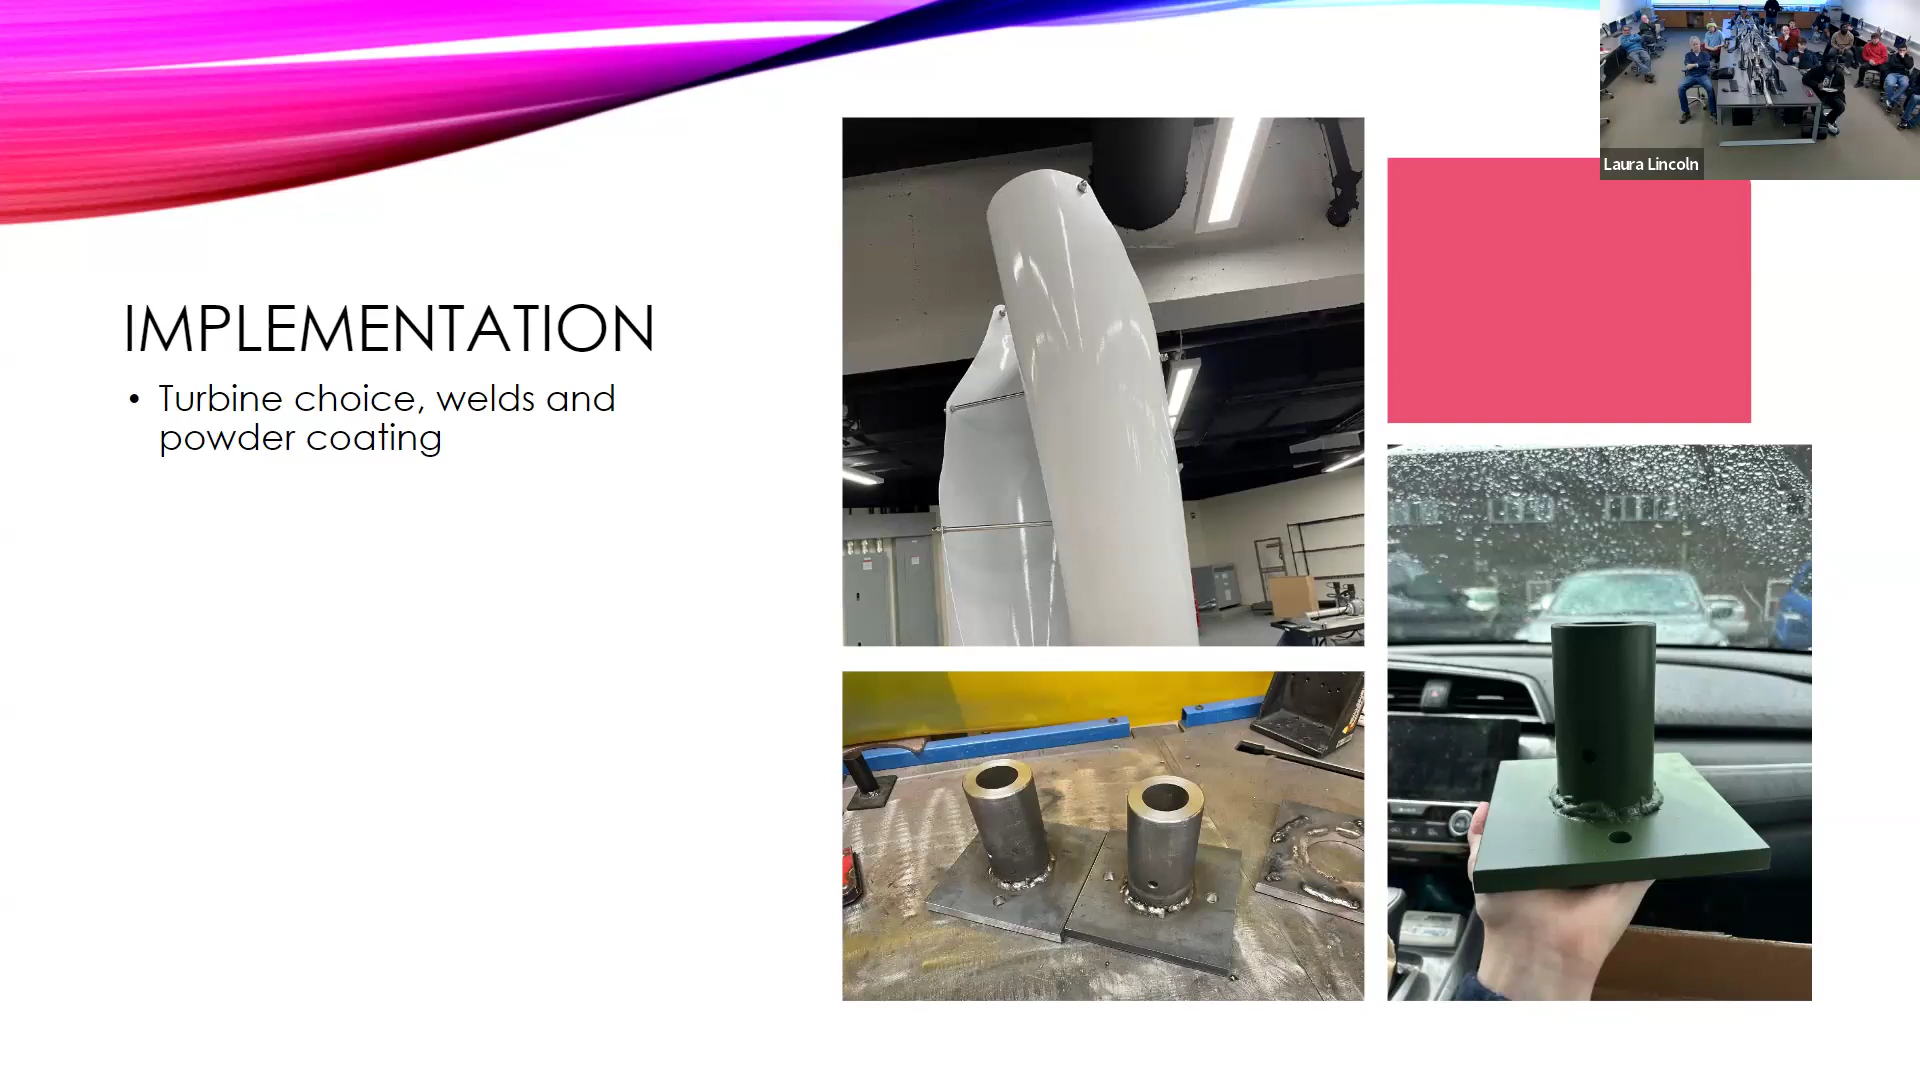 IMPLEMENTATION
• Turbine choice, welds and
powder coating
Laura Lincoln